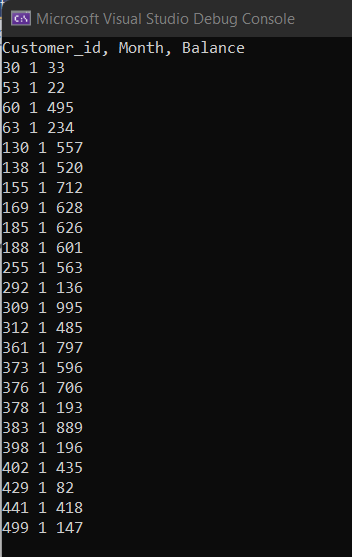 Microsoft Visual Studio Debug Console
Customer_id, Month, Balance
30 1 33
53 1 22
60 1 495
63 1 234
130 1 557
138 1 520
155 1 712
169 1 628
185 1 626
188 1 601
255 1 563
292 1 136
309 1 995
312 1 485
361 1 797
373 1 596
376 1 706
378 1 193
383 1 889
398 1 196
402 1 435
429 1 82
441 1 418
499 1 147